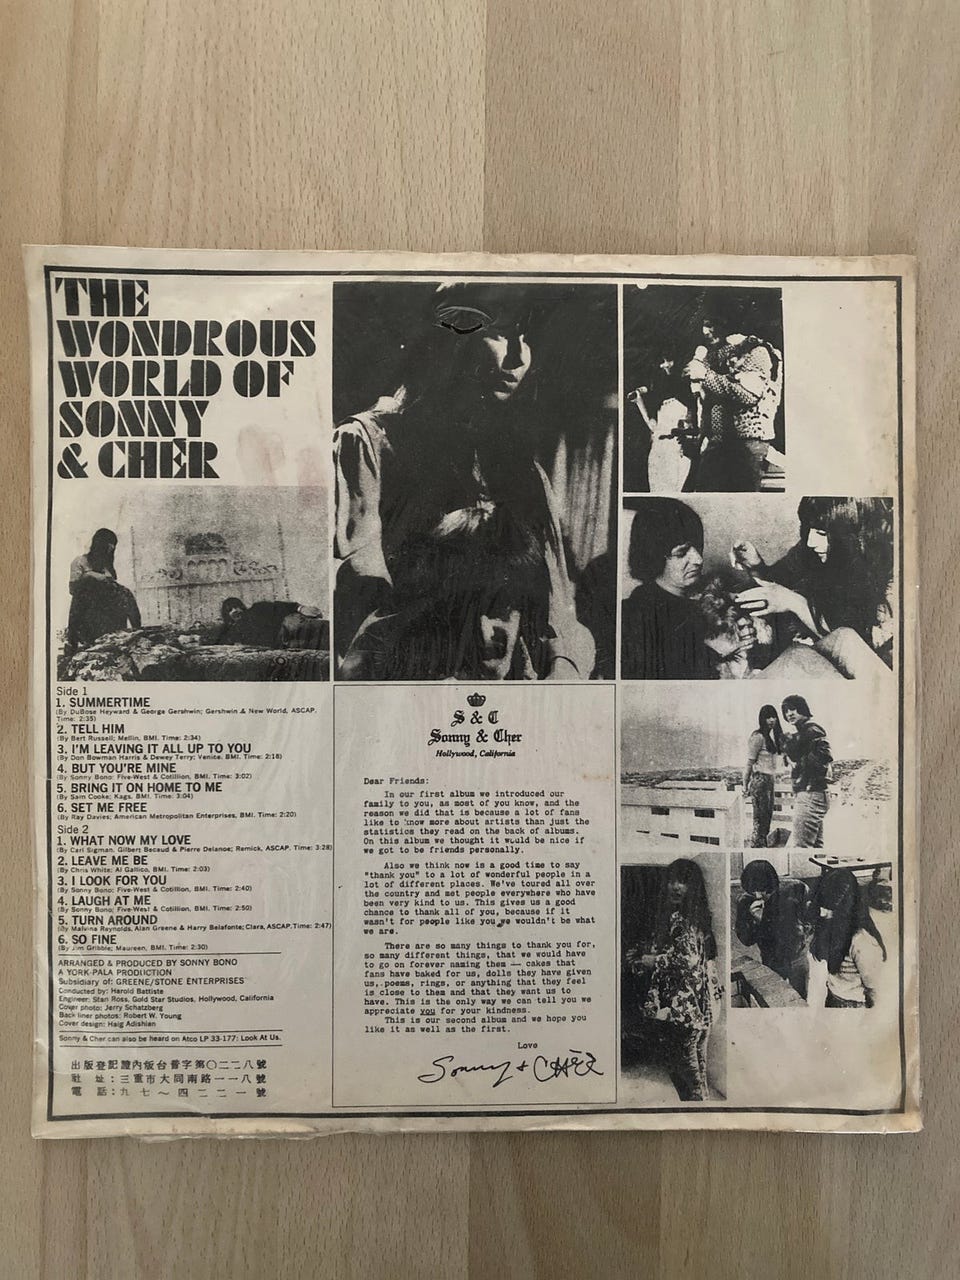 THE
WONDROUS
WORLD OF
SONNY
& CHÉR
Side 1
1. SUMMERTIME
(By DuBose Heyward & George Gershwin; Gershwin & New World, ASCAP.
Time: 2:35)
2. TELL HIM
(By Bert Russell; Mellin, BMI. Time: 2:34)
3. I'M LEAVING IT ALL UP TO YOU
(By Don Bowman Harris & Dewey Terry; Venice. BMI. Time: 2:18)
4. BUT YOU'RE MINE
(By Sonny Bono; Five-West & Cotillion, BMI. Time: 3:02)
5. BRING IT ON HOME TO ME
(By Sam Cooke; Kags. BMI. Time: 3:04)
6. SET ME FREE
(By Ray Davies; American Metropolitan Enterprises, BMI. Time: 2:20)
Side 2
1. WHAT NOW MY LOVE
(By Carl Sigman. Gilbert Becaud & Pierre Delanoe; Remick, ASCAP. Time: 3:28)
2. LEAVE ME BE
(By Chris White; Al Gallico, BMI. Time: 2:03)
3. I LOOK FOR YOU
(By Sonny Bono; Five-West & Cotillion, BMI. Time: 2:40)
4. LAUGH AT ME
(By Sonny Bono; Five-West & Cotillion, BMI. Time: 2:50)
5. TURN AROUND
(By Malvina Reynolds, Alan Greene & Harry Belafonte; Clara, ASCAP. Time: 2:47)
6. SO FINE
(By Jim Gribble; Maureen, BMI. Time: 2:30)
ARRANGED & PRODUCED BY SONNY BONO
A YORK-PALA PRODUCTION
Subsidiary of: GREENE/STONE ENTERPRISES
Conducted by: Harold Battiste
Engineer: Stan Ross, Gold Star Studios, Hollywood, California
Cover photo: Jerry Schatzberg
Back liner photos: Robert W. Young
Cover design: Haig Adishian
Sonny & Cher can also be heard on Atco LP 33-177: Look At Us.
出版登記證內版台普字第〇二二八號
社 址：三重市大同南路一一八號
電 話：九七～四二二一號
S & C
Sonny & Cher
Hollywood, California
Dear Friends:
In our first album we introduced our
family to you, as most of you know, and the
reason we did that is because a lot of fans
like to know more about artists than just the
statistics they read on the back of albums.
On this album we thought it would be nice if
we got to be friends personally.
Also we think now is a good time to say
"thank you" to a lot of wonderful people in a
lot of different places. We've toured all over
the country and met people everywhere who have
been very kind to us. This gives us a good
chance to thank all of you, because if it
wasn't for people like you we wouldn't be what
we are.
There are so many things to thank you for,
so many different things, that we would have
to go on forever naming them — cakes that
fans have baked for us, dolls they have given
us, poems, rings, or anything that they feel
is close to them and that they want us to
have. This is the only way we can tell you we
appreciate you for your kindness.
This is our second album and we hope you
like it as well as the first.
Love
Sonny + CHÉR